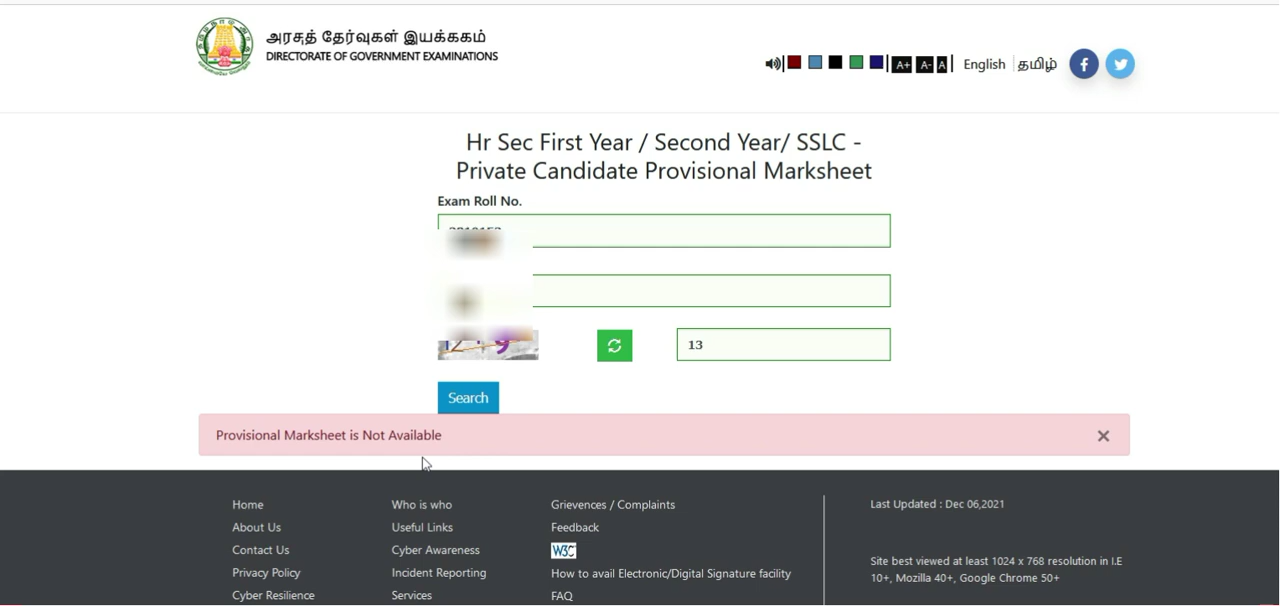 அரசுத் தேர்வுகள் இயக்ககம்
DIRECTORATE OF GOVERNMENT EXAMINATIONS
A+ A- A English தமிழ்
Hr Sec First Year / Second Year/ SSLC -
Private Candidate Provisional Marksheet
Exam Roll No.
13
Search
Provisional Marksheet is Not Available
Home
About Us
Contact Us
Privacy Policy
Cyber Resilience
Who is who
Useful Links
Cyber Awareness
Incident Reporting
Services
Grievences / Complaints
Feedback
W3C
How to avail Electronic/Digital Signature facility
FAQ
Last Updated : Dec 06,2021
Site best viewed at least 1024 x 768 resolution in I.E
10+, Mozilla 40+, Google Chrome 50+